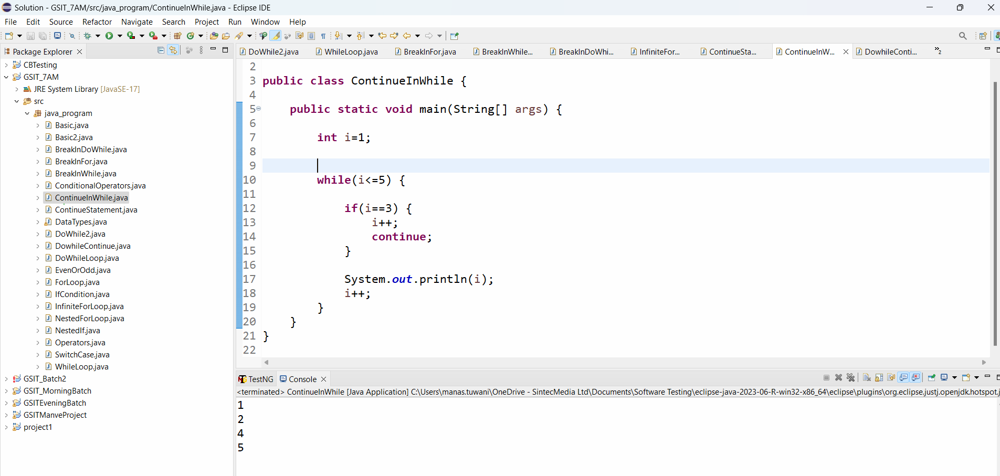 Solution - GSIT_7AM/src/java_program/ContinueInWhile.java - Eclipse IDE
File Edit Source Refactor Navigate Search Project Run Window Help
Package Explorer
DoWhile2.java WhileLoop.java BreakInFor.java BreakInWhile... BreakInDoWhi... InfiniteFor... ContinueSta... ContinueInW... DowhileConti... »2
CBTesting
GSIT_7AM
JRE System Library [JavaSE-17]
src
java_program
Basic.java
Basic2.java
BreakInDoWhile.java
BreakInFor.java
BreakInWhile.java
ConditionalOperators.java
ContinueInWhile.java
ContinueStatement.java
DataTypes.java
DoWhile2.java
DowhileContinue.java
DoWhileLoop.java
EvenOrOdd.java
ForLoop.java
IfCondition.java
InfiniteForLoop.java
NestedForLoop.java
NestedIf.java
Operators.java
SwitchCase.java
WhileLoop.java
GSIT_Batch2
GSIT_MorningBatch
GSITEveningBatch
GSITManveProject
project1
2
3 public class ContinueInWhile {
4
5 public static void main(String[] args) {
6
7 int i=1;
8
9
10 while(i<=5) {
11
12 if(i==3) {
13 i++;
14 continue;
15 }
16
17 System.out.println(i);
18 i++;
19 }
20 }
21 }
22
TestNG Console
<terminated> ContinueInWhile [Java Application] C:\Users\manas.tuwani\OneDrive - SintecMedia Ltd\Documents\Software Testing\eclipse-java-2023-06-R-win32-x86_64\eclipse\plugins\org.eclipse.justj.openjdk.hotspot.j
1
2
4
5